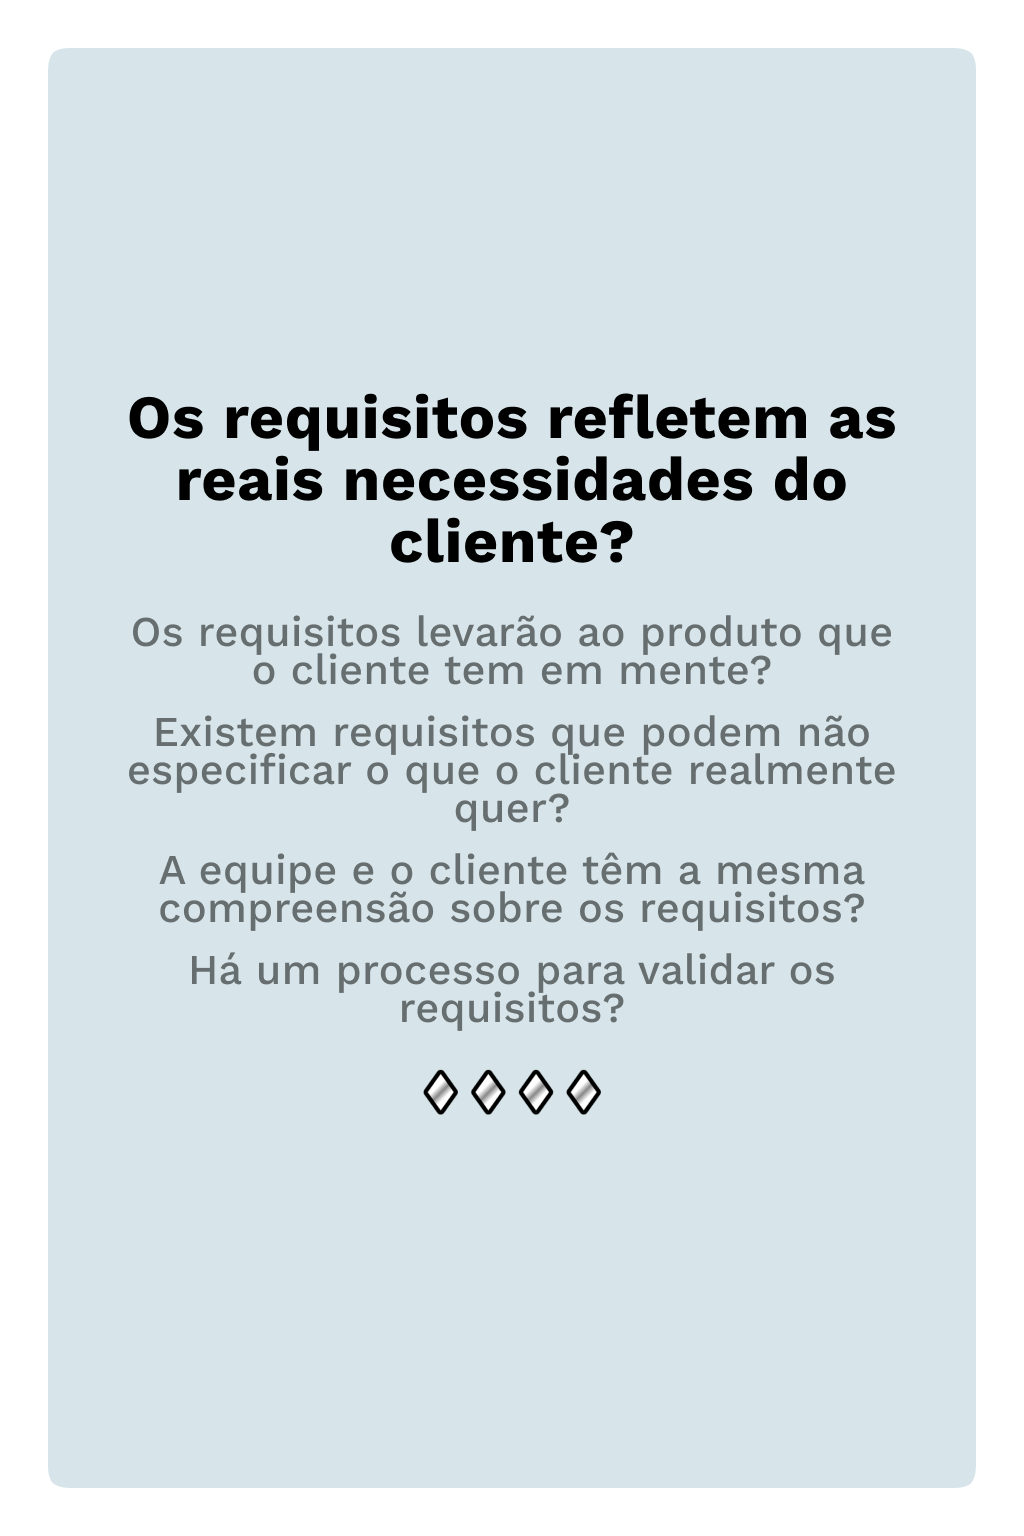 Os requisitos refletem as
reais necessidades do
cliente?
Os requisitos levarão ao produto que
o cliente tem em mente?
Existem requisitos que podem não
especificar o que o cliente realmente
quer?
A equipe e o cliente têm a mesma
compreensão sobre os requisitos?
Há um processo para validar os
requisitos?